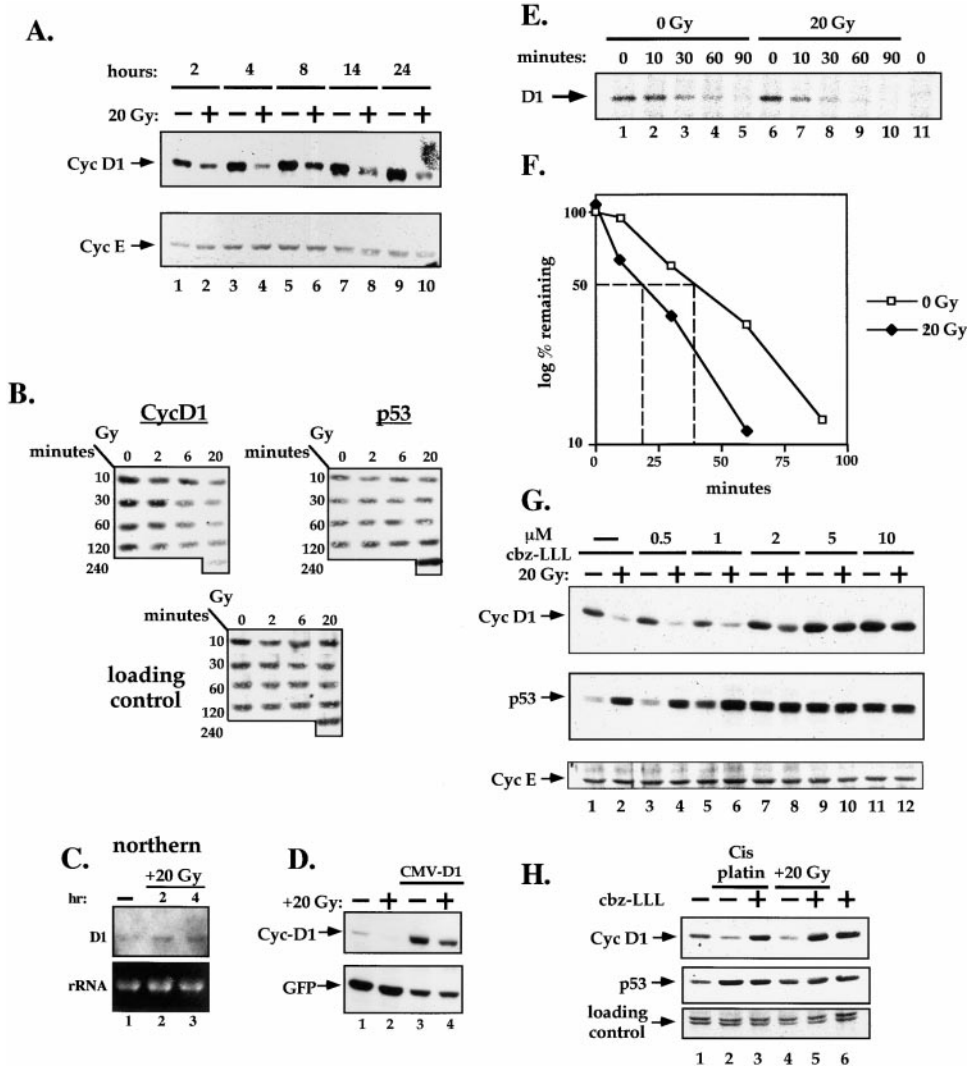 A.
hours: 2 4 8 14 24
20 Gy: – + – + – + – + – +
Cyc D1
Cyc E
1 2 3 4 5 6 7 8 9 10
B.
CycD1
Gy
minutes 0 2 6 20
10
30
60
120
240
p53
Gy
minutes 0 2 6 20
10
30
60
120
240
Gy
minutes 0 2 6 20
10
30
60
120
240
loading
control
C. northern
+20 Gy
hr: – 2 4
D1
rRNA
1 2 3
D.
CMV-D1
+20 Gy: – + – +
Cyc-D1
GFP
1 2 3 4
E.
0 Gy 20 Gy
minutes: 0 10 30 60 90 0 10 30 60 90 0
D1
1 2 3 4 5 6 7 8 9 10 11
F.
100
50
10
log % remaining
0 25 50 75 100
minutes
0 Gy
20 Gy
G.
μM
cbz-LLL — 0.5 1 2 5 10
20 Gy: – + – + – + – + – + – +
Cyc D1
p53
Cyc E
1 2 3 4 5 6 7 8 9 10 11 12
H.
Cis
platin +20 Gy
cbz-LLL – – + – + +
Cyc D1
p53
loading
control
1 2 3 4 5 6